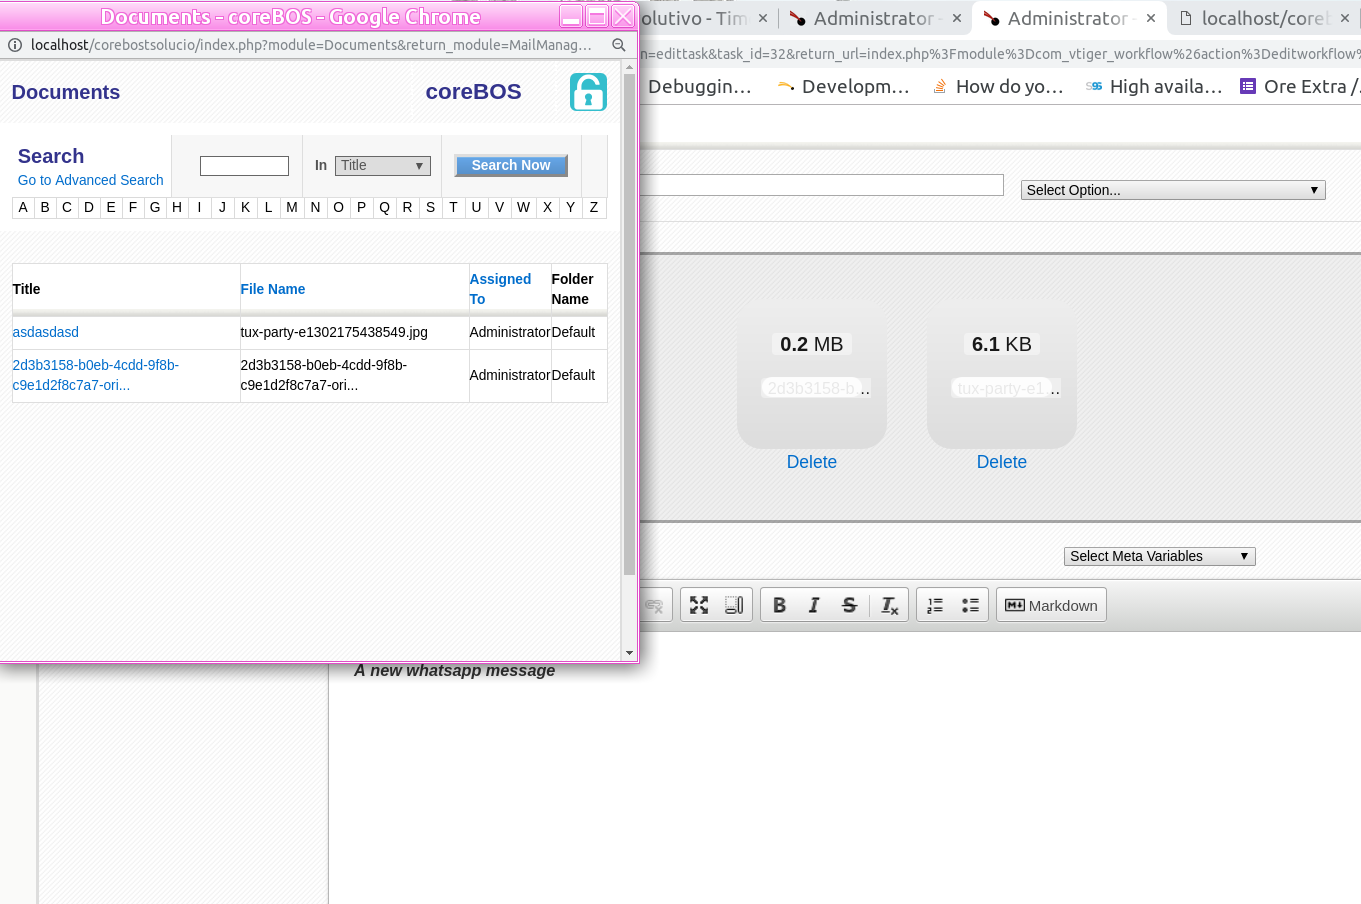 Documents - coreBOS - Google Chrome
localhost/corebostsolucio/index.php?module=Documents&return_module=MailManag...
Documents
coreBOS
Search
Go to Advanced Search
In
Title
Search Now
A B C D E F G H I J K L M N O P Q R S T U V W X Y Z
Title File Name Assigned To Folder Name
asdasdasd tux-party-e1302175438549.jpg Administrator Default
2d3b3158-b0eb-4cdd-9f8b-c9e1d2f8c7a7-ori... 2d3b3158-b0eb-4cdd-9f8b-c9e1d2f8c7a7-ori... Administrator Default
olutivo - Tim
Administrator -
Administrator -
localhost/coreb
n=edittask&task_id=32&return_url=index.php%3Fmodule%3Dcom_vtiger_workflow%26action%3Deditworkflow%
Debuggin...
Developm...
How do yo...
High availa...
Ore Extra /
Select Option...
0.2 MB
2d3b3158-b..
Delete
6.1 KB
tux-party-e1...
Delete
Select Meta Variables
B I S Tx
Markdown
A new whatsapp message